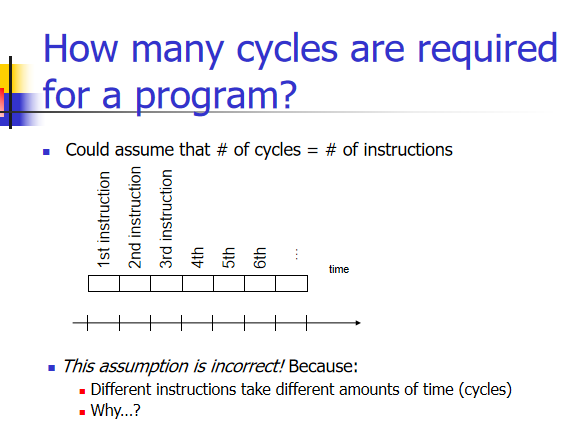 How many cycles are required
for a program?
Could assume that # of cycles = # of instructions
1st instruction
2nd instruction
3rd instruction
4th
5th
6th
...
time
This assumption is incorrect! Because:
Different instructions take different amounts of time (cycles)
Why...?